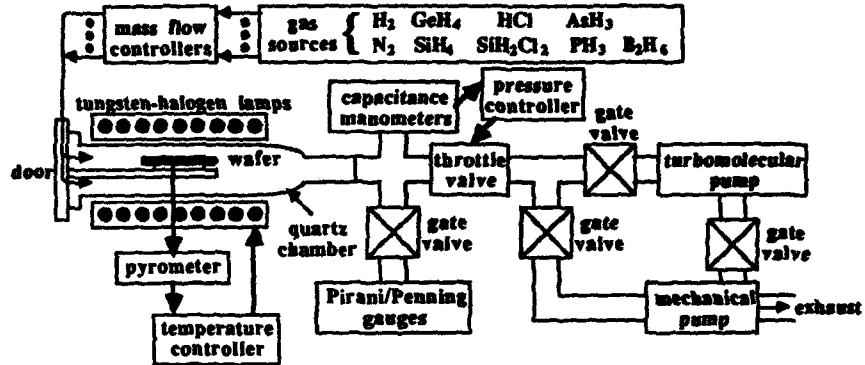 mass flow
controllers
gas
sources
H2 GeH4 HCl AsH3
N2 SiH4 SiH2Cl2 PH3 B2H6
tungsten-halogen lamps
capacitance
manometers
pressure
controller
gate
valve
door
wafer
throttle
valve
turbomolecular
pump
quartz
chamber
gate
valve
gate
valve
gate
valve
pyrometer
Pirani/Penning
gauges
mechanical
pump
exhaust
temperature
controller